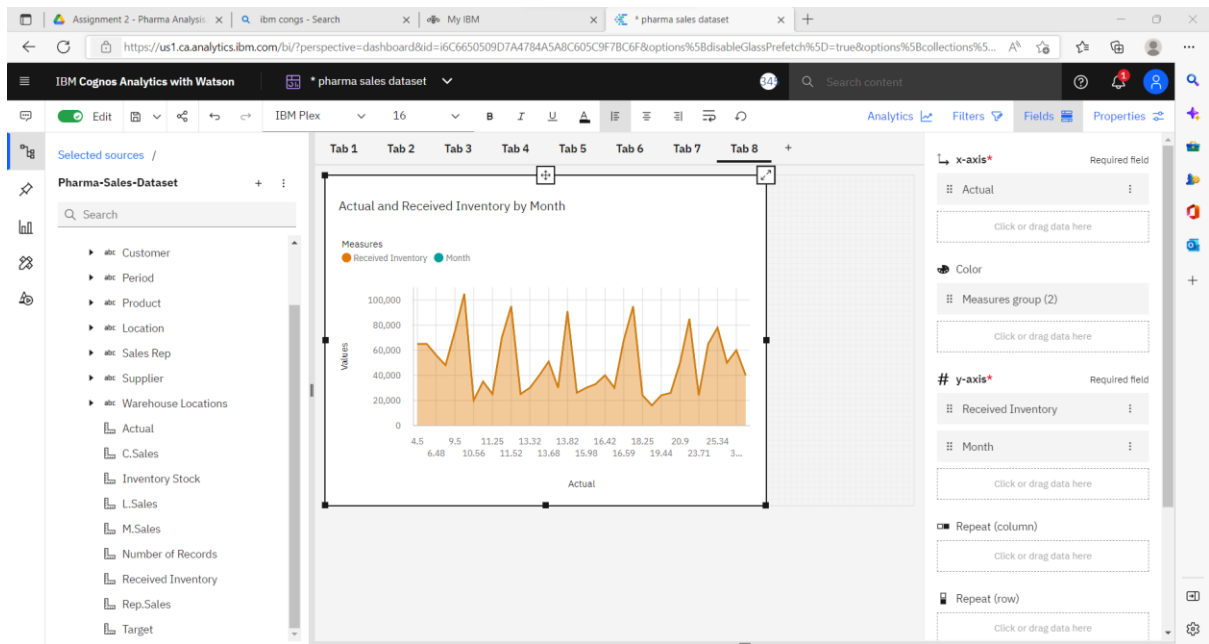 Assignment 2 - Pharma Analysis
ibm congs - Search
My IBM
* pharma sales dataset
https://us1.ca.analytics.ibm.com/bi/?perspective=dashboard&id=i6C6650509D7A4784A5A8C605C9F7BC6F&options%5BdisableGlassPrefetch%5D=true&options%5Bcollections%5...
IBM Cognos Analytics with Watson
* pharma sales dataset
Search content
1
Edit
IBM Plex
16
B I U A
Analytics
Filters
Fields
Properties
Selected sources /
Pharma-Sales-Dataset
Search
abc Customer
abc Period
abc Product
abc Location
abc Sales Rep
abc Supplier
abc Warehouse Locations
Actual
C.Sales
Inventory Stock
L.Sales
M.Sales
Number of Records
Received Inventory
Rep.Sales
Target
Tab 1 Tab 2 Tab 3 Tab 4 Tab 5 Tab 6 Tab 7 Tab 8 +
Actual and Received Inventory by Month
Measures
Received Inventory Month
100,000
80,000
60,000
40,000
20,000
0
Values
4.5 9.5 11.25 13.32 13.82 16.42 18.25 20.9 25.34
6.48 10.56 11.52 13.68 15.98 16.59 19.44 23.71 3...
Actual
x-axis* Required field
Actual
Click or drag data here
Color
Measures group (2)
Click or drag data here
# y-axis* Required field
Received Inventory
Month
Click or drag data here
Repeat (column)
Click or drag data here
Repeat (row)
Click or drag data here